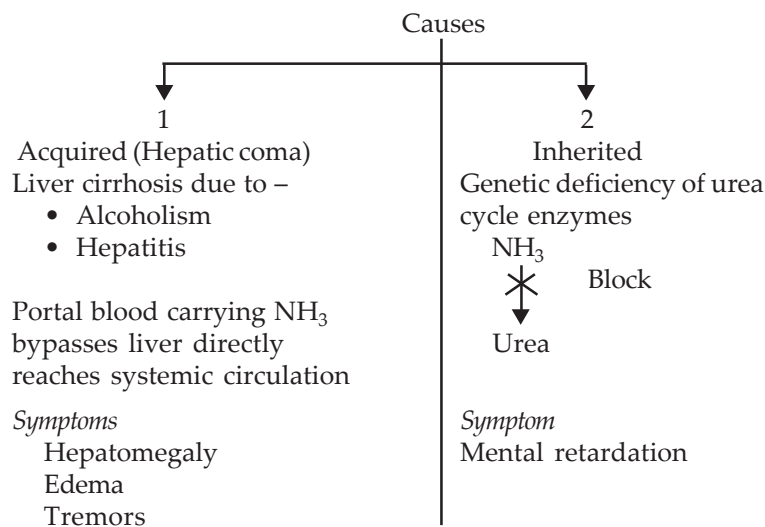 Causes
1
Acquired (Hepatic coma)
Liver cirrhosis due to –
• Alcoholism
• Hepatitis
Portal blood carrying NH₃
bypasses liver directly
reaches systemic circulation
Symptoms
Hepatomegaly
Edema
Tremors
2
Inherited
Genetic deficiency of urea
cycle enzymes
NH₃
Block
Urea
Symptom
Mental retardation